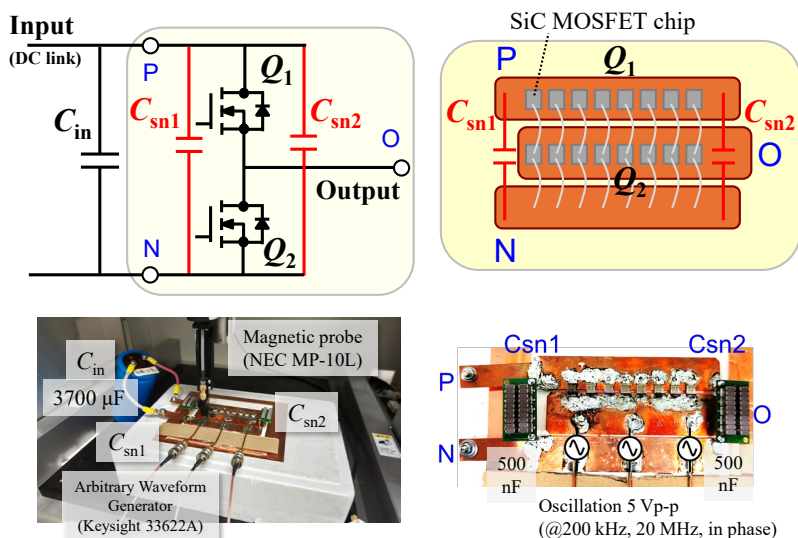 Input
(DC link)
P
Q1
Cin
Csn1
Csn2
O
Output
N
Q2
SiC MOSFET chip
P
Q1
Csn1
Csn2
O
Q2
N
Cin
3700 μF
Magnetic probe
(NEC MP-10L)
Csn2
Csn1
Arbitrary Waveform
Generator
(Keysight 33622A)
Csn1
Csn2
P
O
N
500
nF
500
nF
Oscillation 5 Vp-p
(@200 kHz, 20 MHz, in phase)